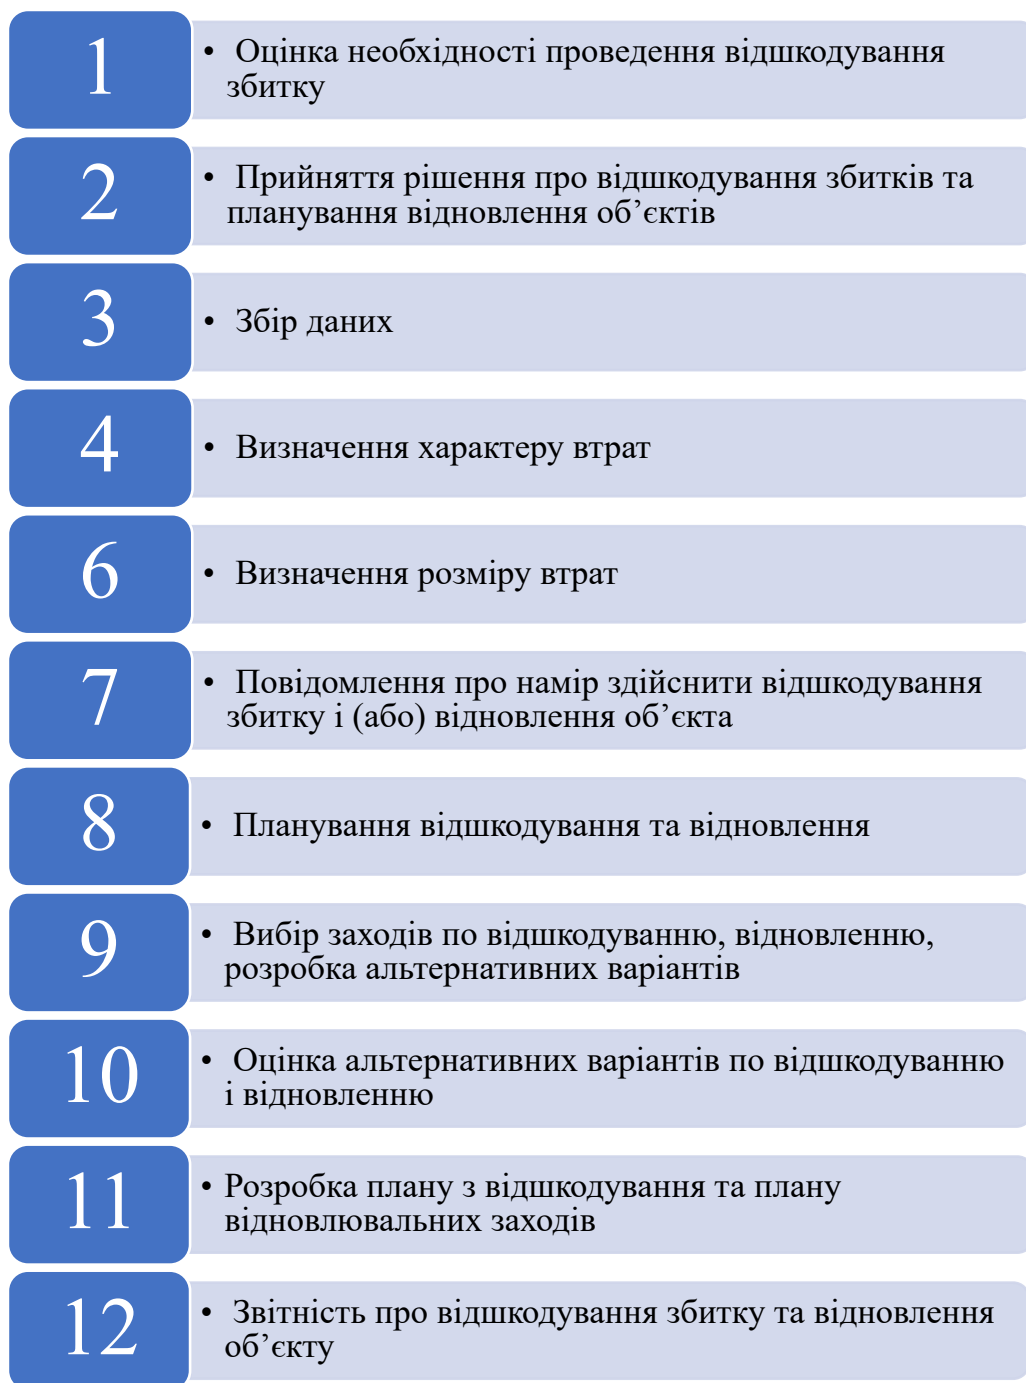 1
• Оцінка необхідності проведення відшкодування
збитку
2
• Прийняття рішення про відшкодування збитків та
планування відновлення об’єктів
3
• Збір даних
4
• Визначення характеру втрат
6
• Визначення розміру втрат
7
• Повідомлення про намір здійснити відшкодування
збитку і (або) відновлення об’єкта
8
• Планування відшкодування та відновлення
9
• Вибір заходів по відшкодуванню, відновленню,
розробка альтернативних варіантів
10
• Оцінка альтернативних варіантів по відшкодуванню
і відновленню
11
• Розробка плану з відшкодування та плану
відновлювальних заходів
12
• Звітність про відшкодування збитку та відновлення
об’єкту